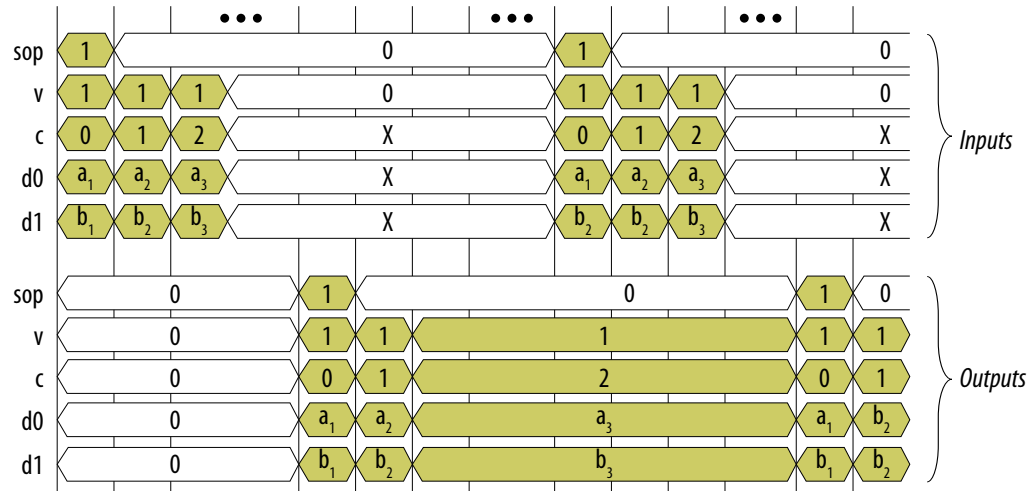 ••• ••• •••
sop 1 0 1 0
v 1 1 1 0 1 1 1 0
c 0 1 2 X 0 1 2 X
Inputs
d0 a1 a2 a3 X a1 a2 a3 X
d1 b1 b2 b3 X b2 b2 b3 X
sop 0 1 0 1 0
v 0 1 1 1 1 1
c 0 0 1 2 0 1
Outputs
d0 0 a1 a2 a3 a1 b2
d1 0 b1 b2 b3 b1 b2